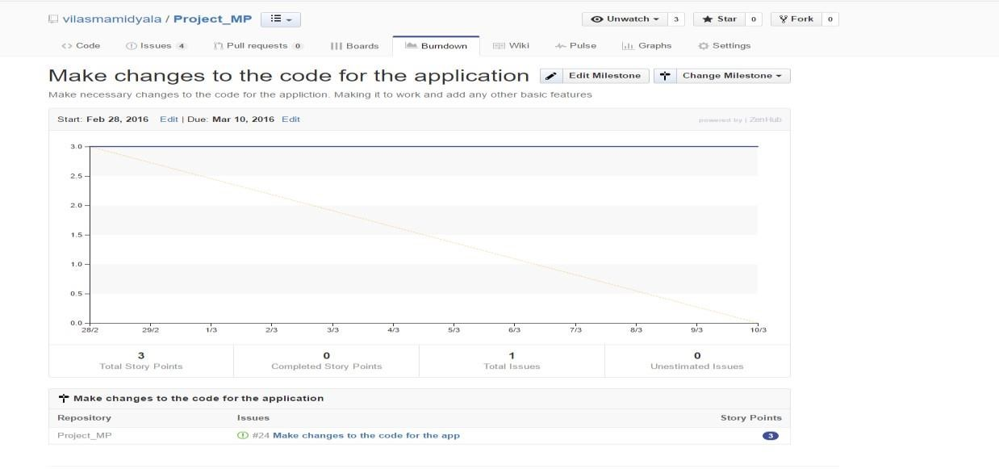 vilasmamidyala / Project_MP
Unwatch 3 Star 0 Fork 0
Code Issues 4 Pull requests 0 Boards Burndown Wiki Pulse Graphs Settings
Make changes to the code for the application Edit Milestone Change Milestone
Make necessary changes to the code for the appliction. Making it to work and add any other basic features
Start: Feb 28, 2016 Edit | Due: Mar 10, 2016 Edit powered by | ZenHub
3.0
2.5
2.0
1.5
1.0
0.5
0.0
28/2 29/2 1/3 2/3 3/3 4/3 5/3 6/3 7/3 8/3 9/3 10/3
3 0 1 0
Total Story Points Completed Story Points Total Issues Unestimated Issues
Make changes to the code for the application
Repository Issues Story Points
Project_MP #24 Make changes to the code for the app 3